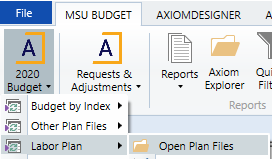 File MSU BUDGET AXIOMDESIGNER
2020 Budget
Requests & Adjustments
Reports
Axiom Explorer
Reports
Budget by Index
Other Plan Files
Labor Plan
Open Plan Files